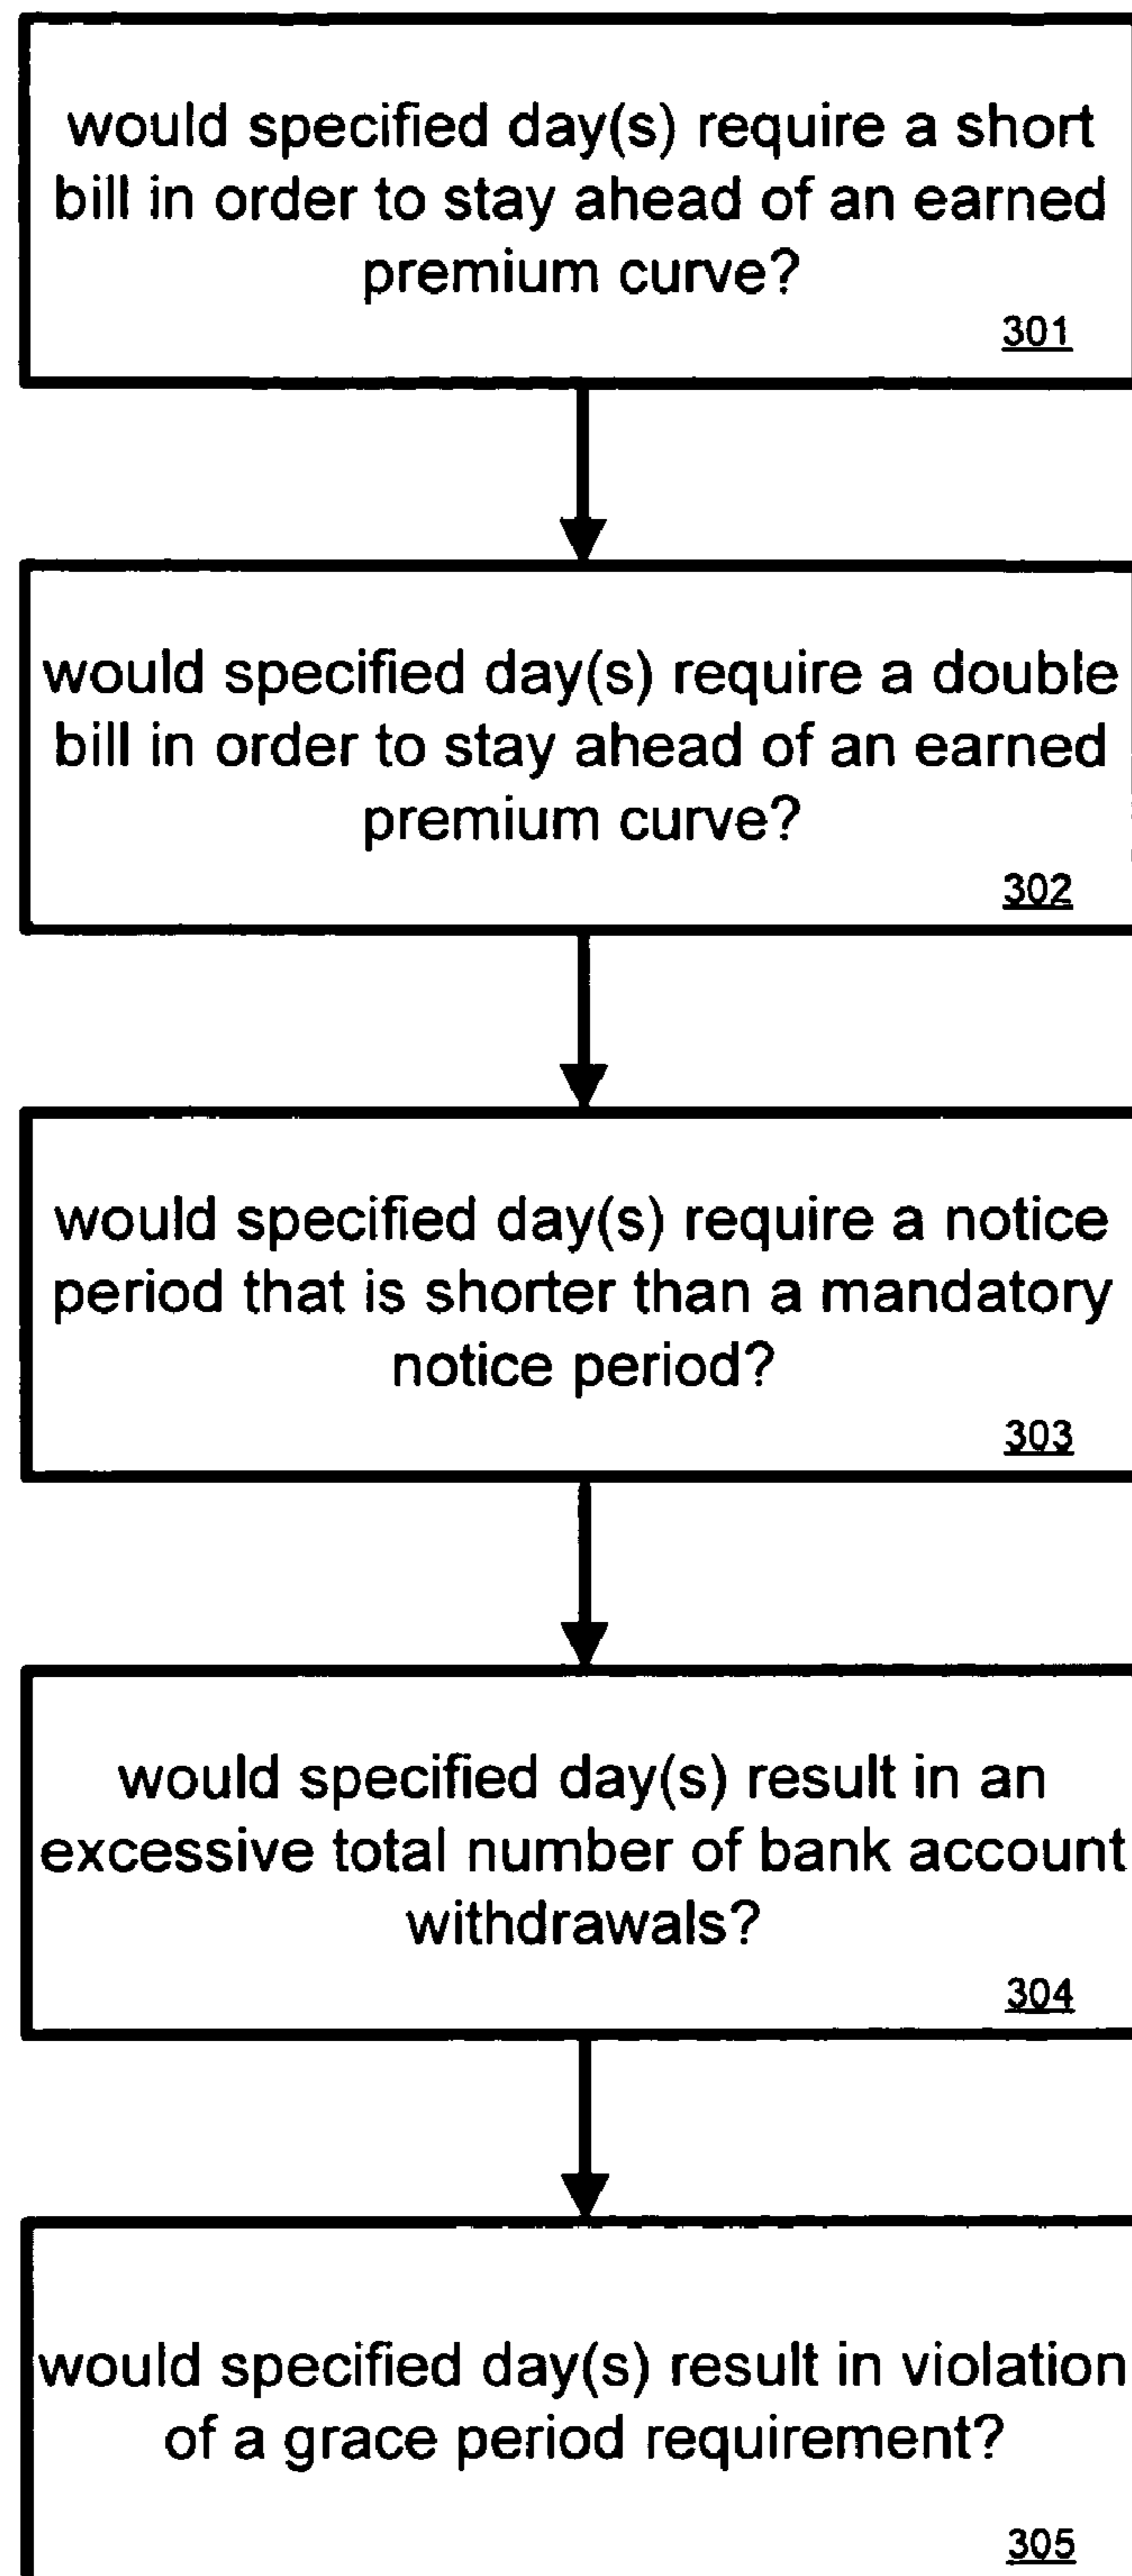 would specified day(s) require a short
bill in order to stay ahead of an earned
premium curve?
301
would specified day(s) require a double
bill in order to stay ahead of an earned
premium curve?
302
would specified day(s) require a notice
period that is shorter than a mandatory
notice period?
303
would specified day(s) result in an
excessive total number of bank account
withdrawals?
304
would specified day(s) result in violation
of a grace period requirement?
305